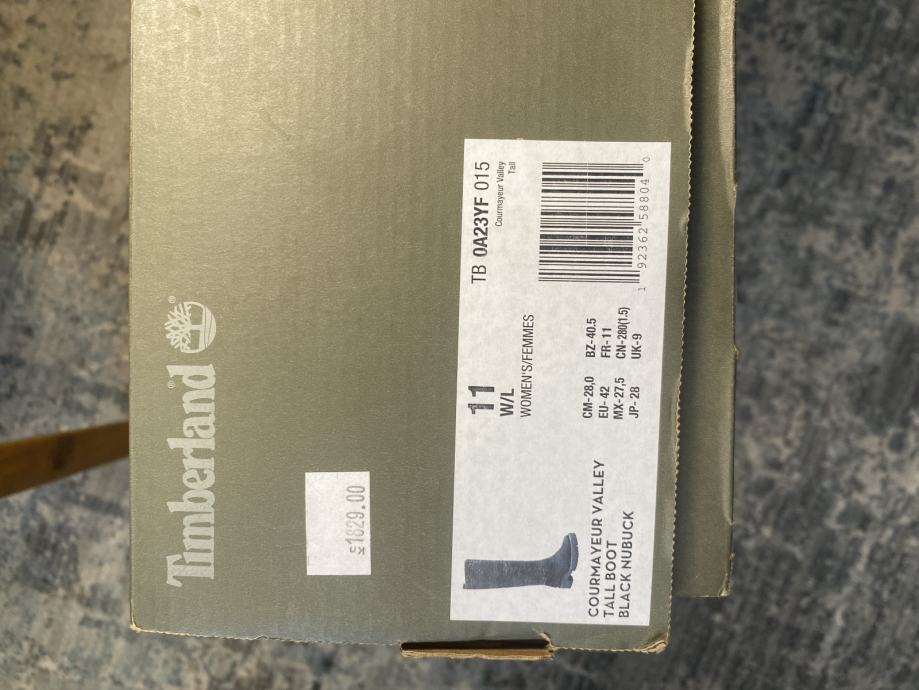 Timberland®
$1829.00
TB 0A23YF 015
Courmayeur Valley
Tall
1 92362 58804 0
11
W/L
WOMEN'S/FEMMES
CM-28,0 BZ-40.5
EU-42 FR-11
MX-27,5 CN-280(1.5)
JP-28 UK-9
COURMAYEUR VALLEY
TALL BOOT
BLACK NUBUCK